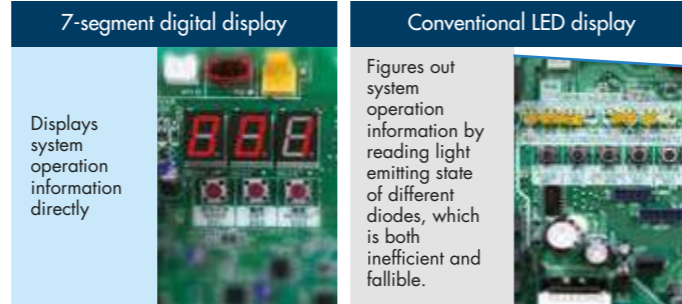 7-segment digital display
Displays
system
operation
information
directly
Conventional LED display
Figures out
system
operation
information by
reading light
emitting state
of different
diodes, which
is both
inefficient and
fallible.